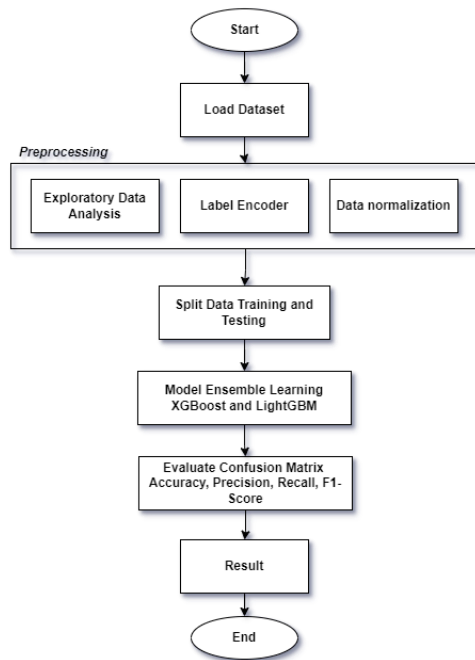 Start
Load Dataset
Preprocessing
Exploratory Data
Analysis
Label Encoder
Data normalization
Split Data Training and
Testing
Model Ensemble Learning
XGBoost and LightGBM
Evaluate Confusion Matrix
Accuracy, Precision, Recall, F1-
Score
Result
End